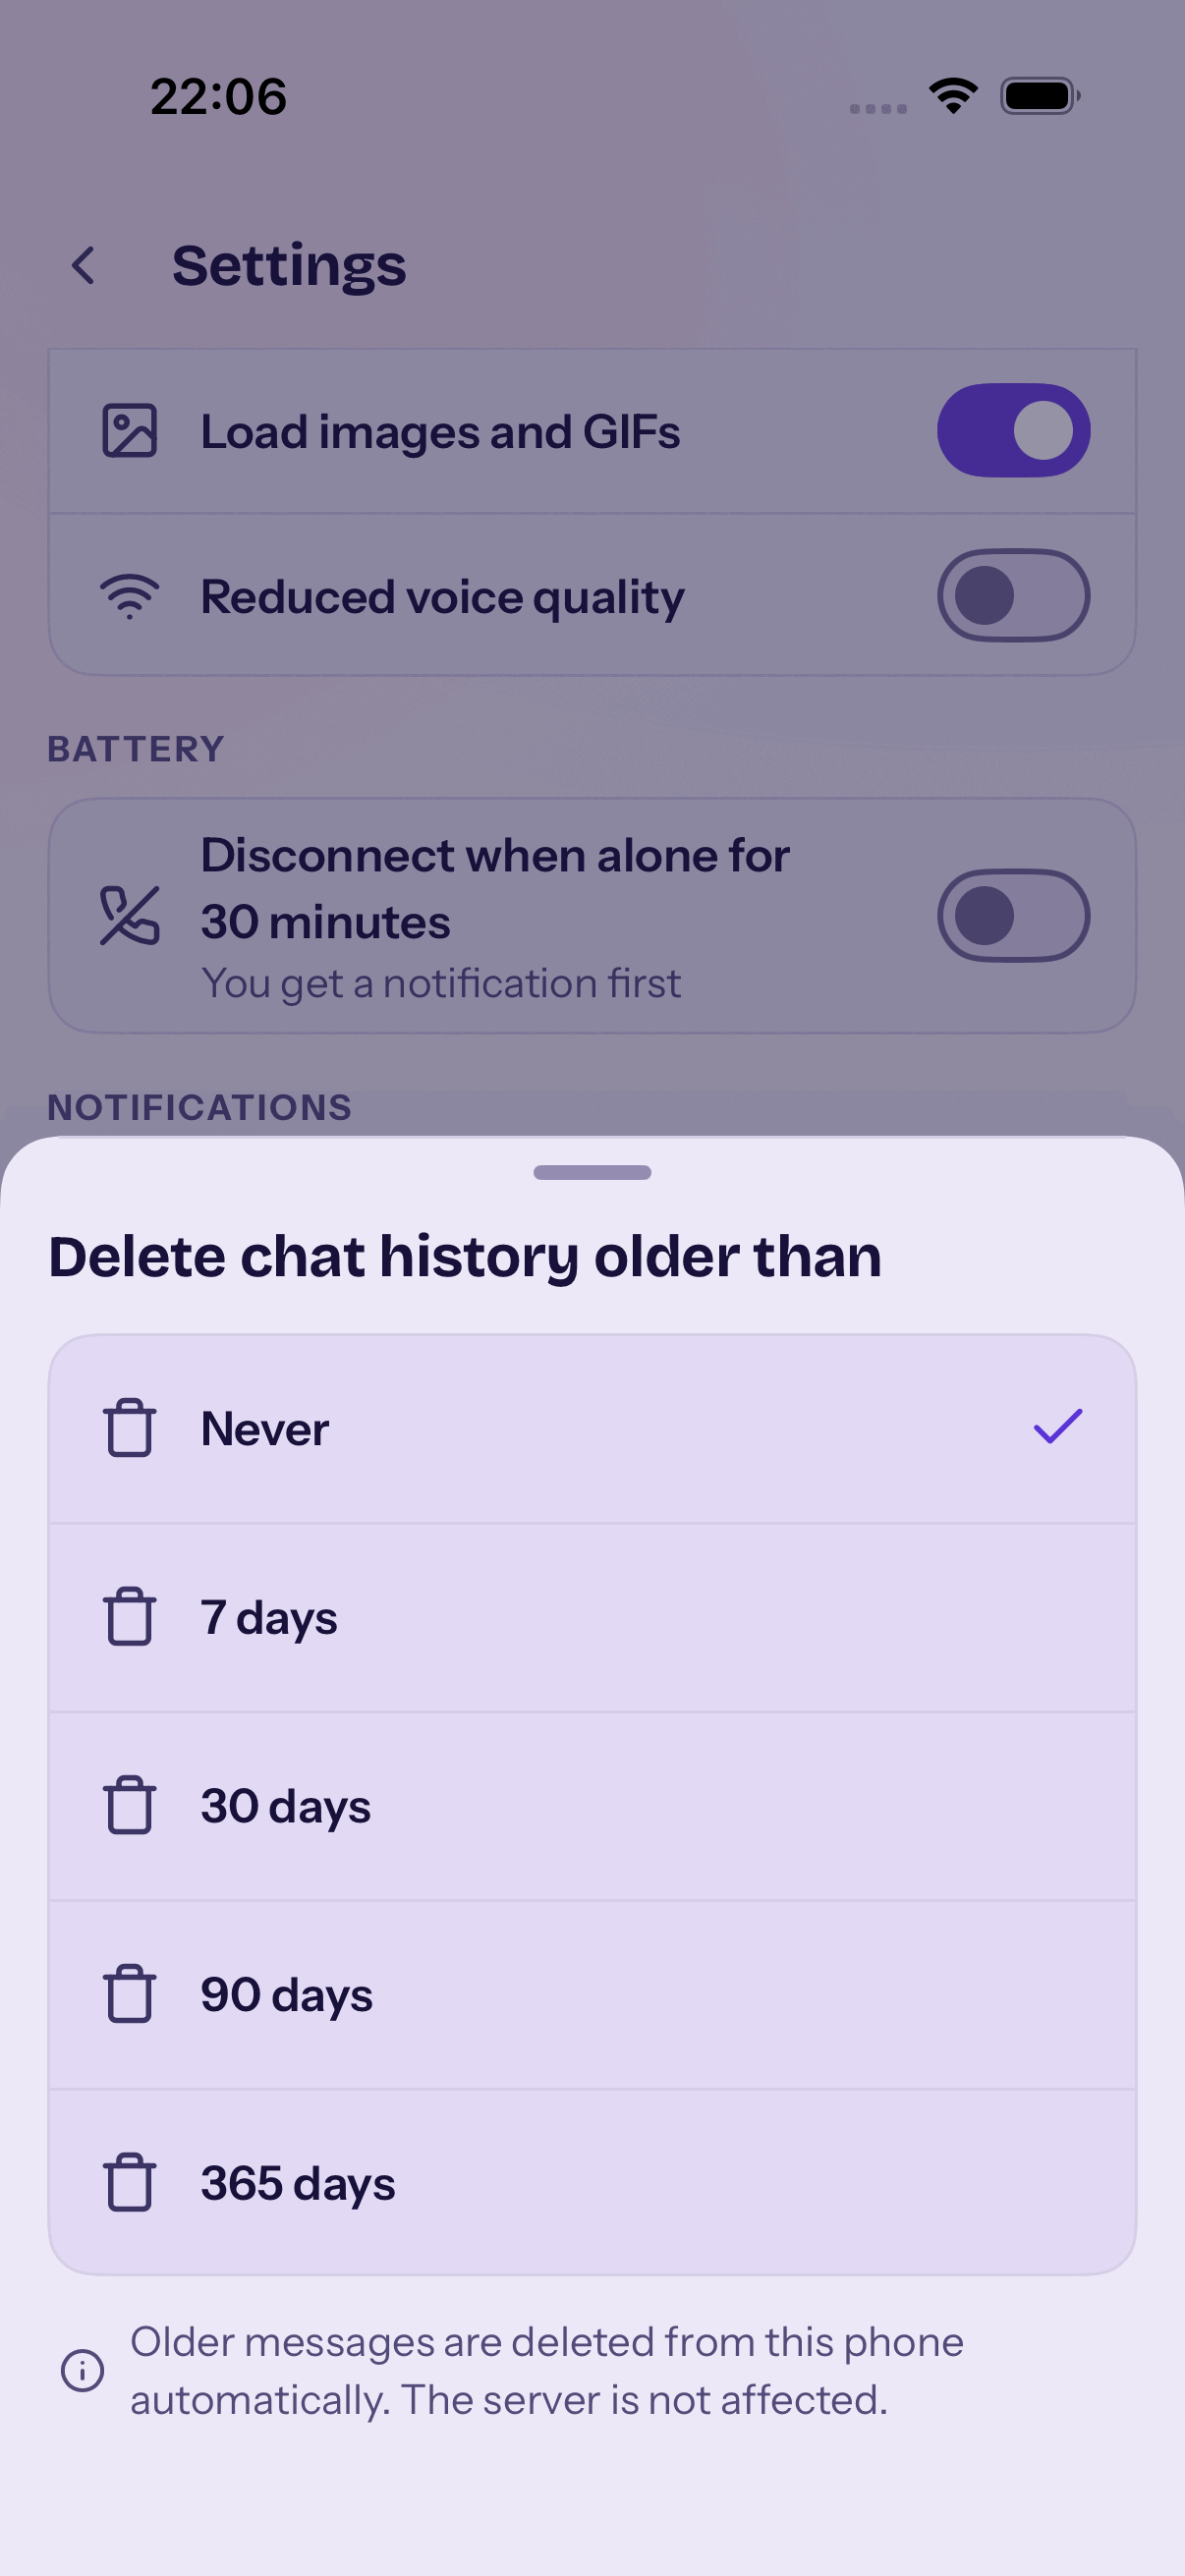 22:06
Settings
Load images and GIFs
Reduced voice quality
BATTERY
Disconnect when alone for
30 minutes
You get a notification first
NOTIFICATIONS
Delete chat history older than
Never
7 days
30 days
90 days
365 days
Older messages are deleted from this phone
automatically. The server is not affected.